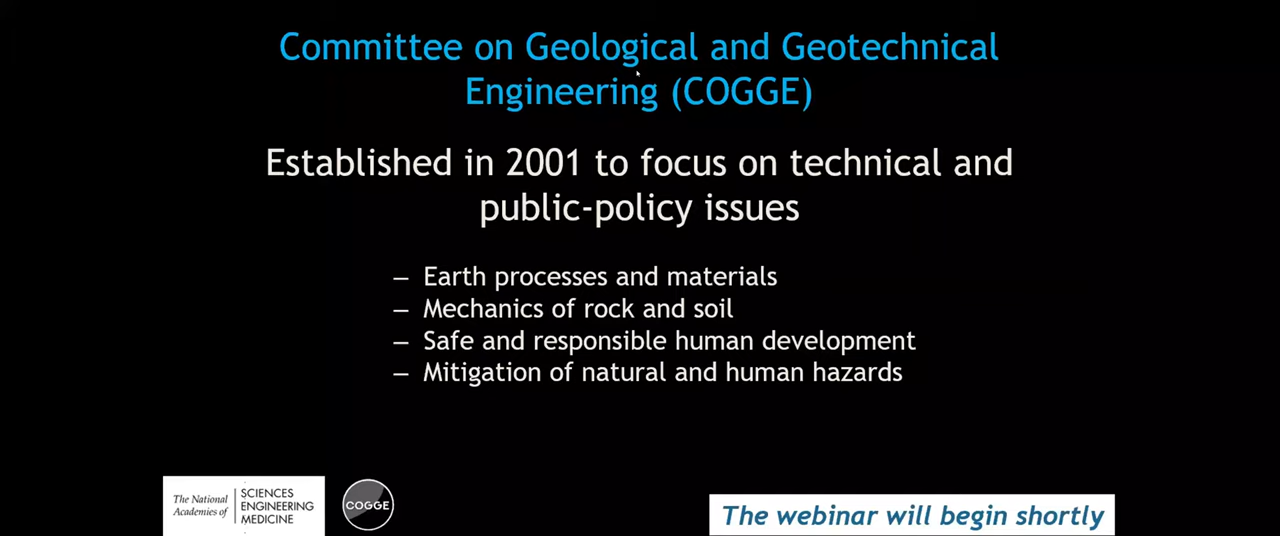 Committee on Geological and Geotechnical
Engineering (COGGE)
Established in 2001 to focus on technical and
public-policy issues
– Earth processes and materials
– Mechanics of rock and soil
– Safe and responsible human development
– Mitigation of natural and human hazards
The National
Academies of
SCIENCES
ENGINEERING
MEDICINE
COGGE
The webinar will begin shortly